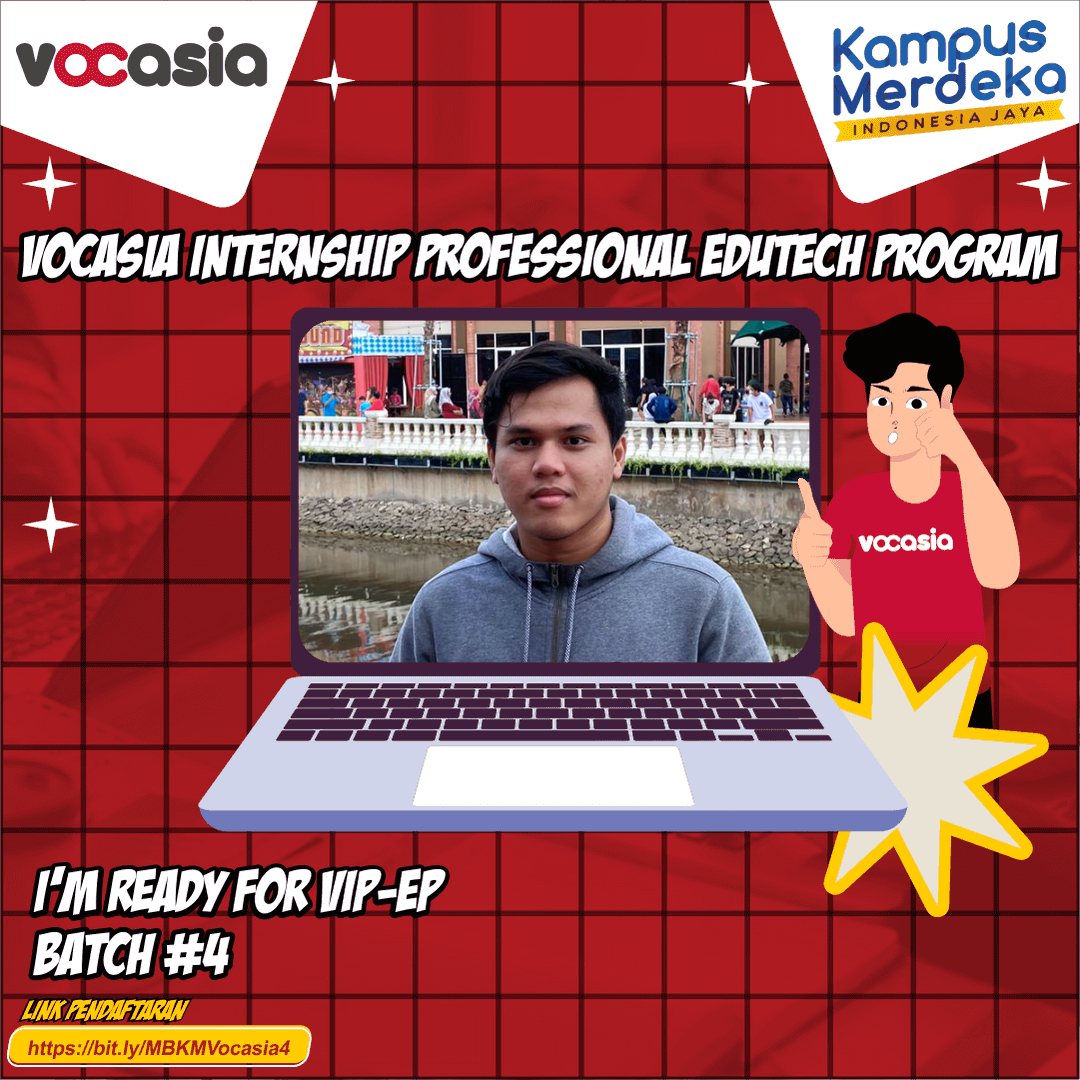 vocasia
Kampus
Merdeka
INDONESIA JAYA
VOCASIA INTERNSHIP PROFESSIONAL EDUTECH PROGRAM
vocasia
I'M READY FOR VIP-EP
BATCH #4
LINK PENDAFTARAN
https://bit.ly/MBKMVocasia4